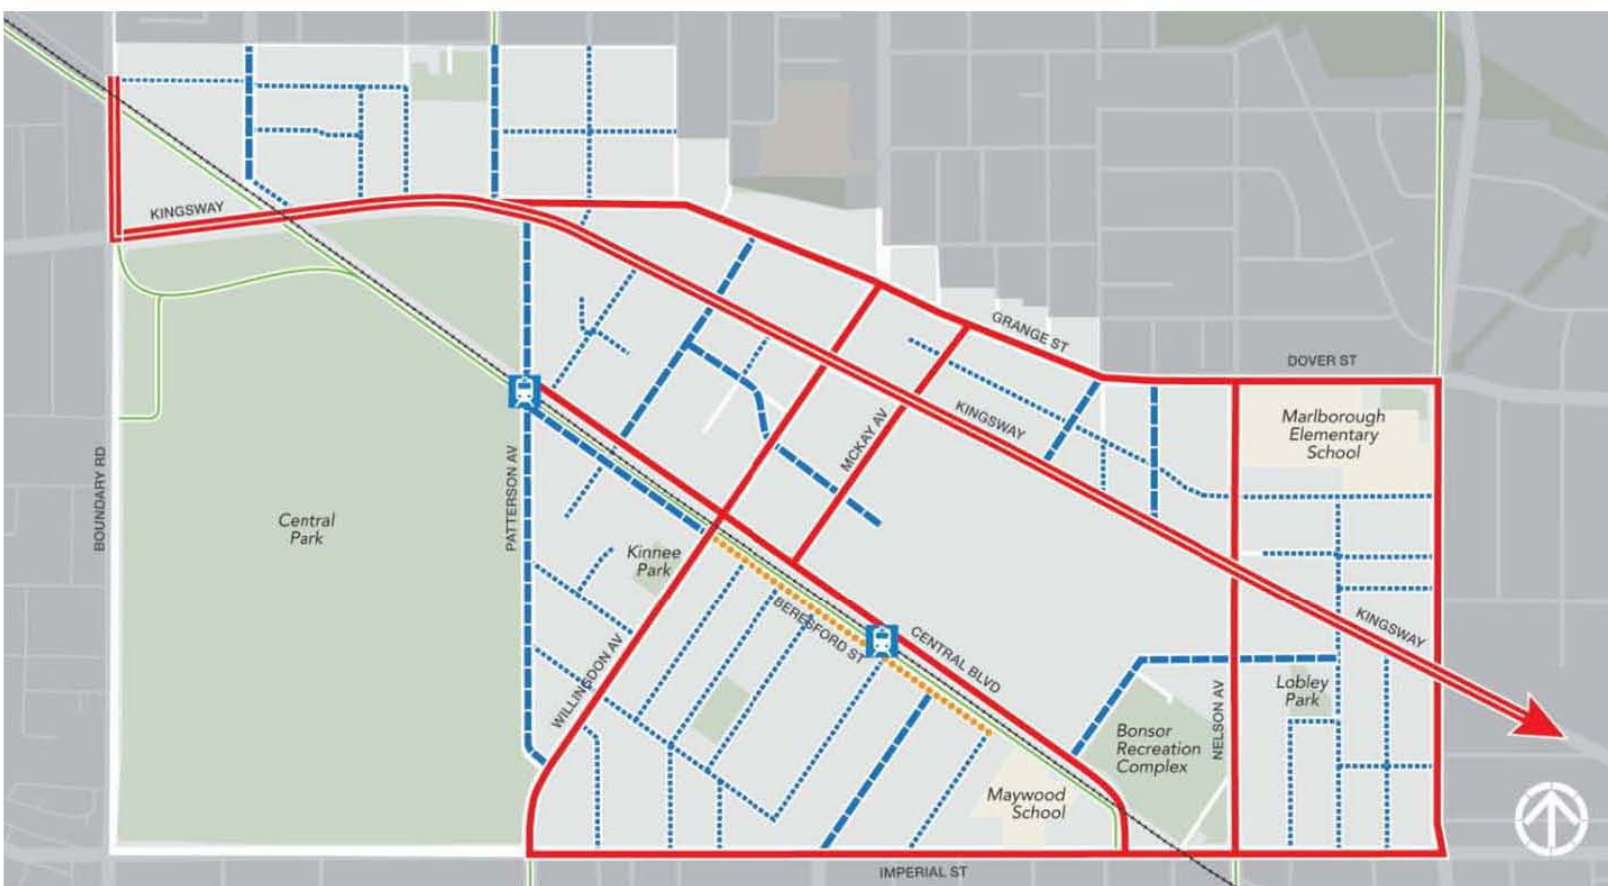 KINGSWAY
GRANGE ST
DOVER ST
KINGSWAY
MCKAY AV
Marlborough
Elementary
School
BOUNDARY RD
PATTERSON AV
Central
Park
Kinnee
Park
BERESFORD ST
CENTRAL BLVD
KINGSWAY
WILLINGDON AV
NELSON AV
Lobley
Park
Bonsor
Recreation
Complex
Maywood
School
IMPERIAL ST